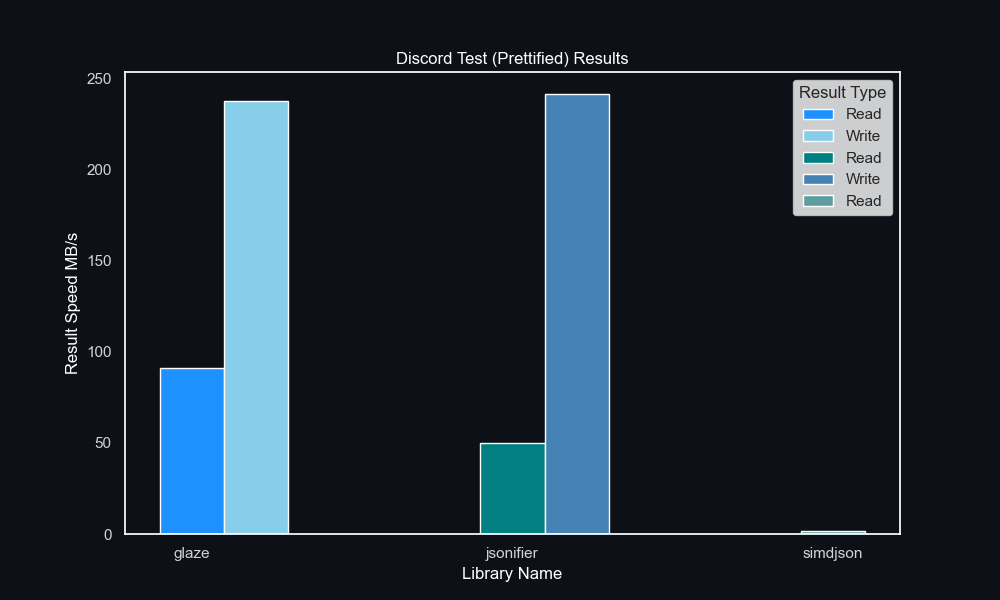 Discord Test (Prettified) Results
Result Speed MB/s
250
200
150
100
50
0
Result Type
Read
Write
Read
Write
Read
glaze
jsonifier
simdjson
Library Name